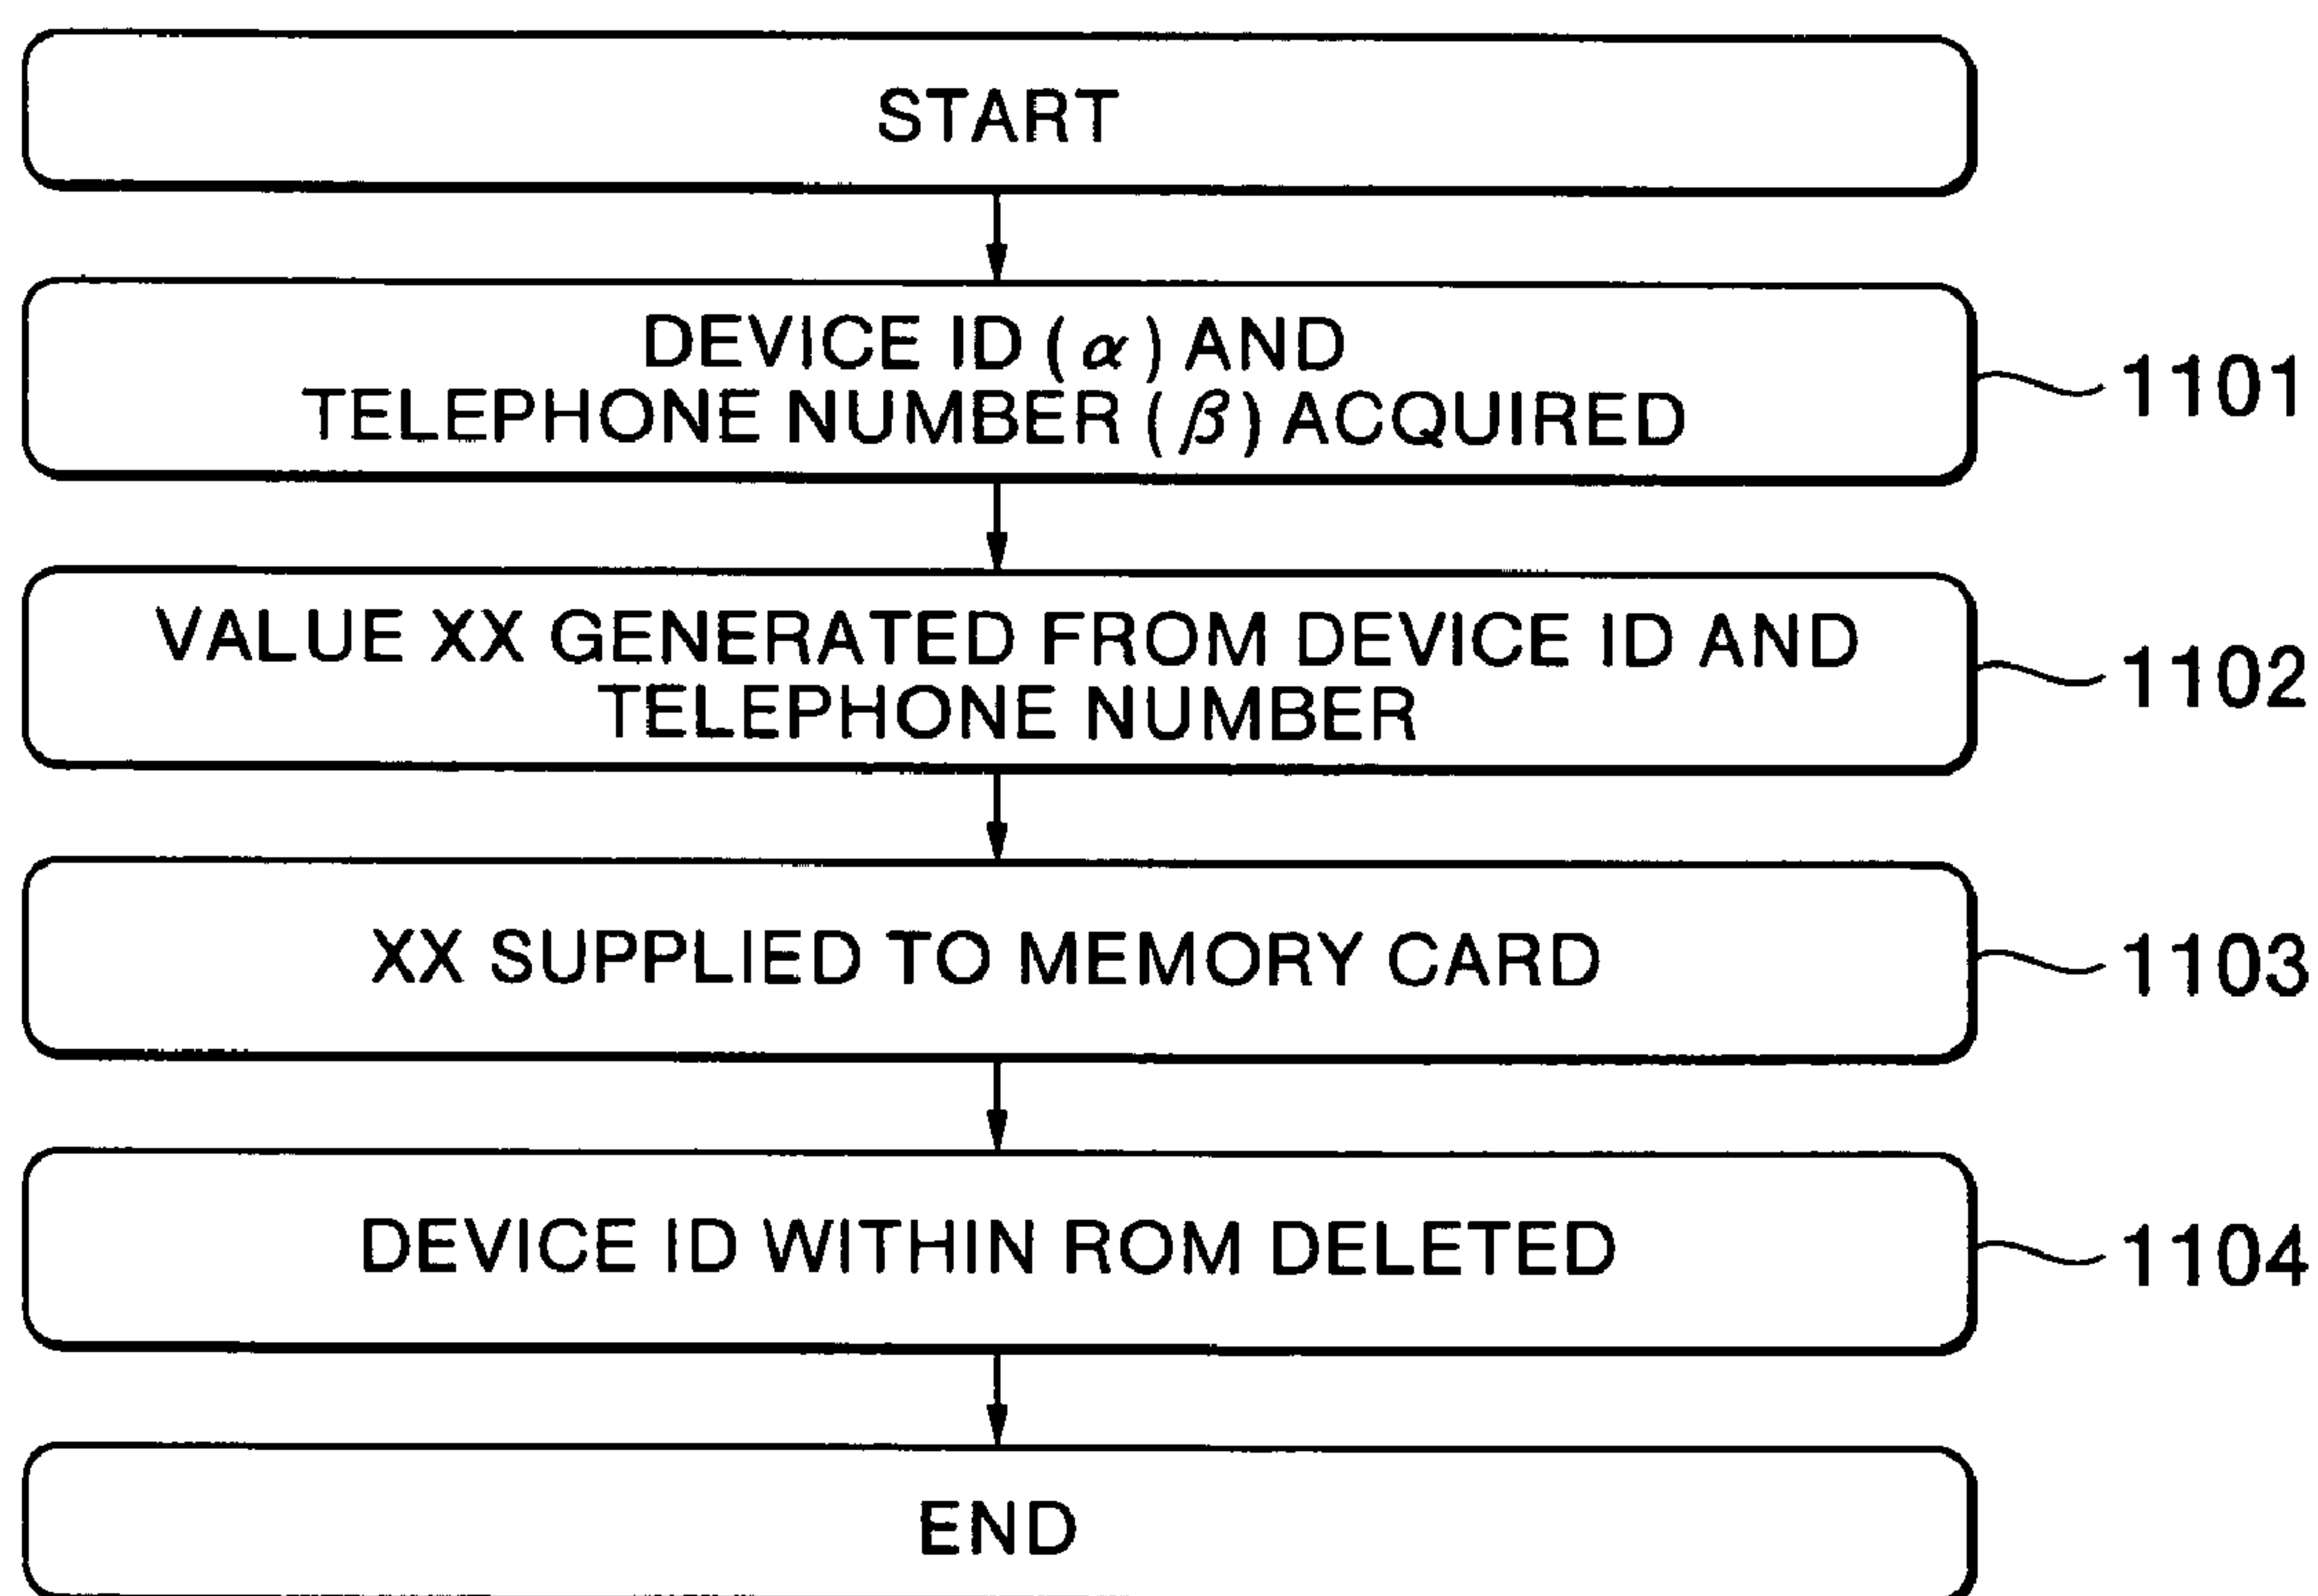 START
DEVICE ID (α) AND
TELEPHONE NUMBER (β) ACQUIRED
1101
VALUE XX GENERATED FROM DEVICE ID AND
TELEPHONE NUMBER
1102
XX SUPPLIED TO MEMORY CARD
1103
DEVICE ID WITHIN ROM DELETED
1104
END